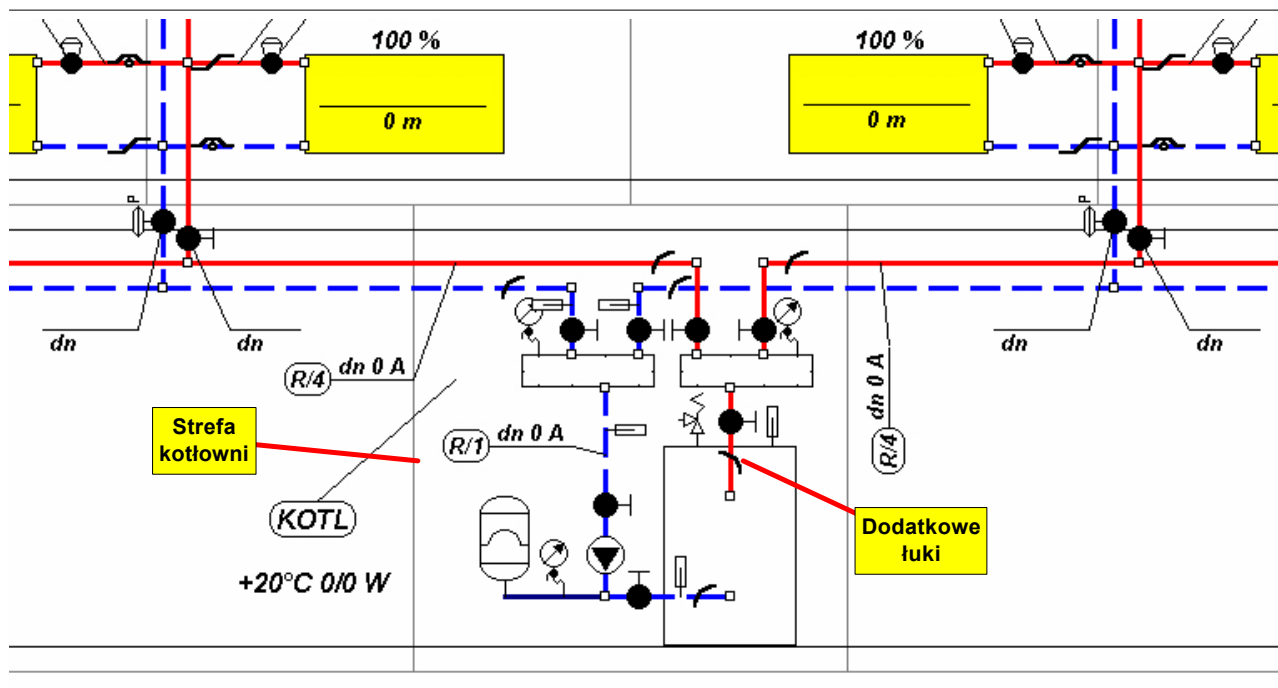 100 %
100 %
0 m
0 m
P
P
dn
dn
dn
dn
R/4 dn 0 A
dn 0 A
R/4
Strefa
kotłowni
R/1 dn 0 A
KOTL
Dodatkowe
łuki
+20°C 0/0 W